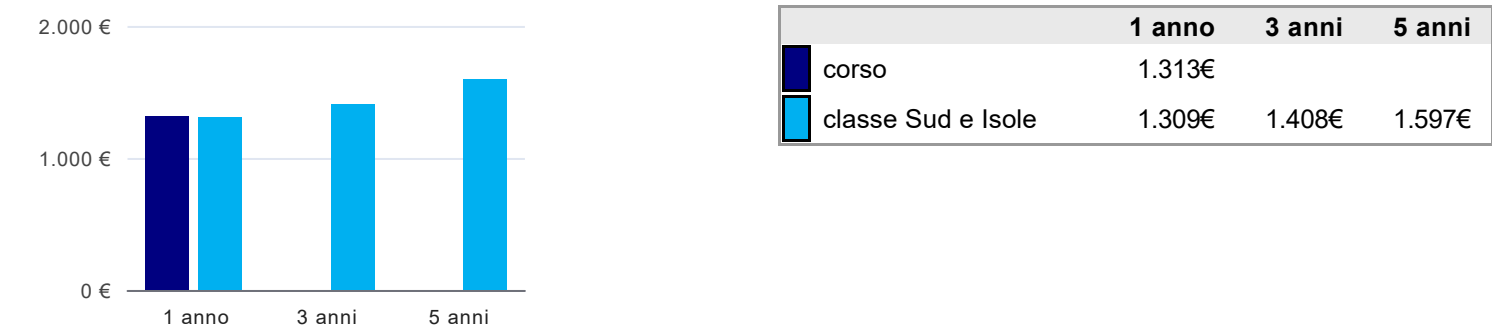 2.000 €
1.000 €
0 €
1 anno 3 anni 5 anni
1 anno 3 anni 5 anni
corso 1.313€
classe Sud e Isole 1.309€ 1.408€ 1.597€